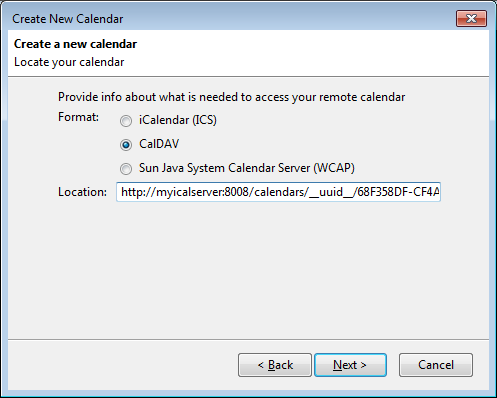 Create New Calendar
Create a new calendar
Locate your calendar
Provide info about what is needed to access your remote calendar
Format:
iCalendar (ICS)
CalDAV
Sun Java System Calendar Server (WCAP)
Location: http://myicalserver:8008/calendars/__uuid__/68F358DF-CF4A
< Back Next > Cancel